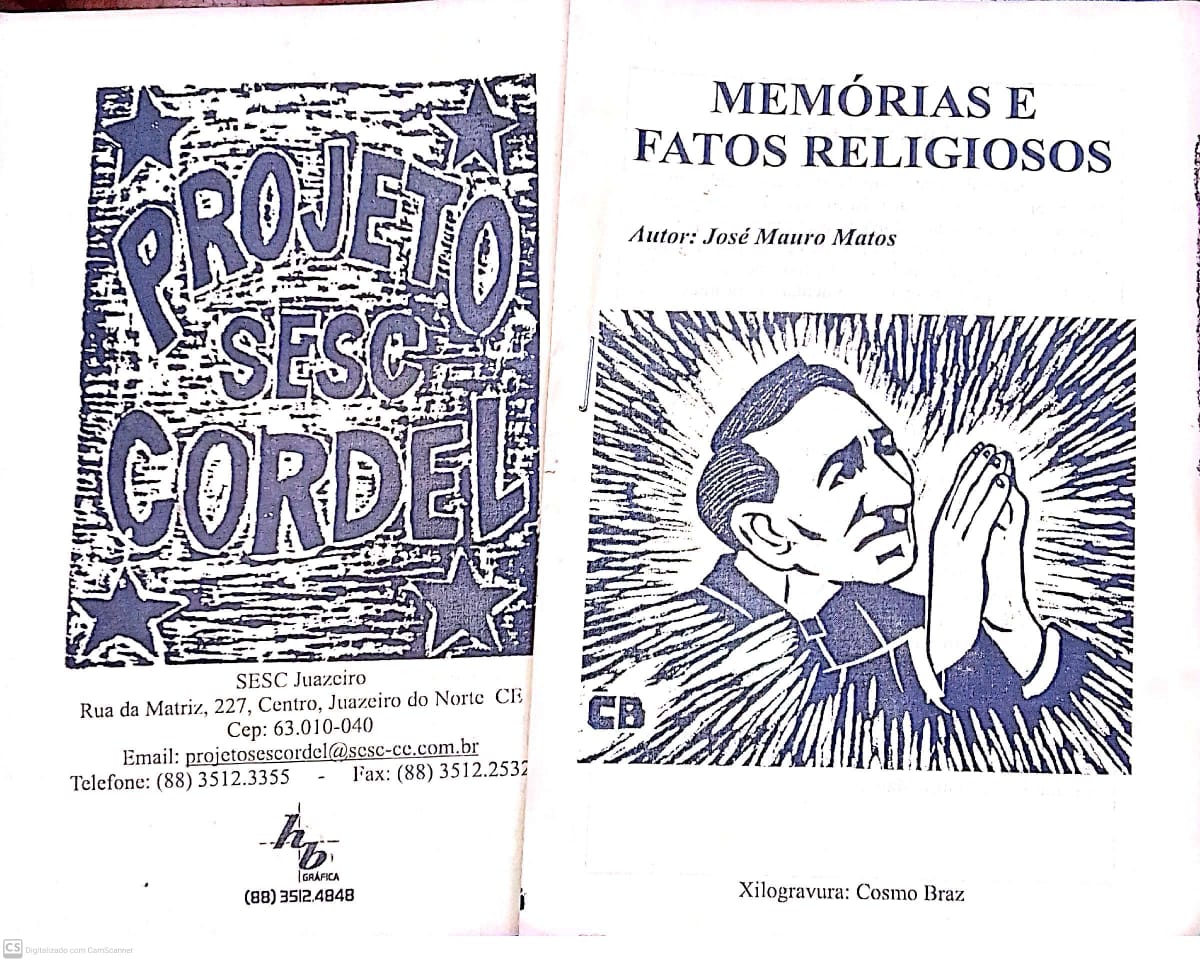 PROJETO
SESC
CORDEL
SESC Juazeiro
Rua da Matriz, 227, Centro, Juazeiro do Norte CE
Cep: 63.010-040
Email: projetosescordel@sesc-ce.com.br
Telefone: (88) 3512.3355 - Fax: (88) 3512.2532
hb
GRÁFICA
(88) 3512.4848
MEMÓRIAS E
FATOS RELIGIOSOS
Autor: José Mauro Matos
CB
Xilogravura: Cosmo Braz
CS Digitalizado com CamScanner